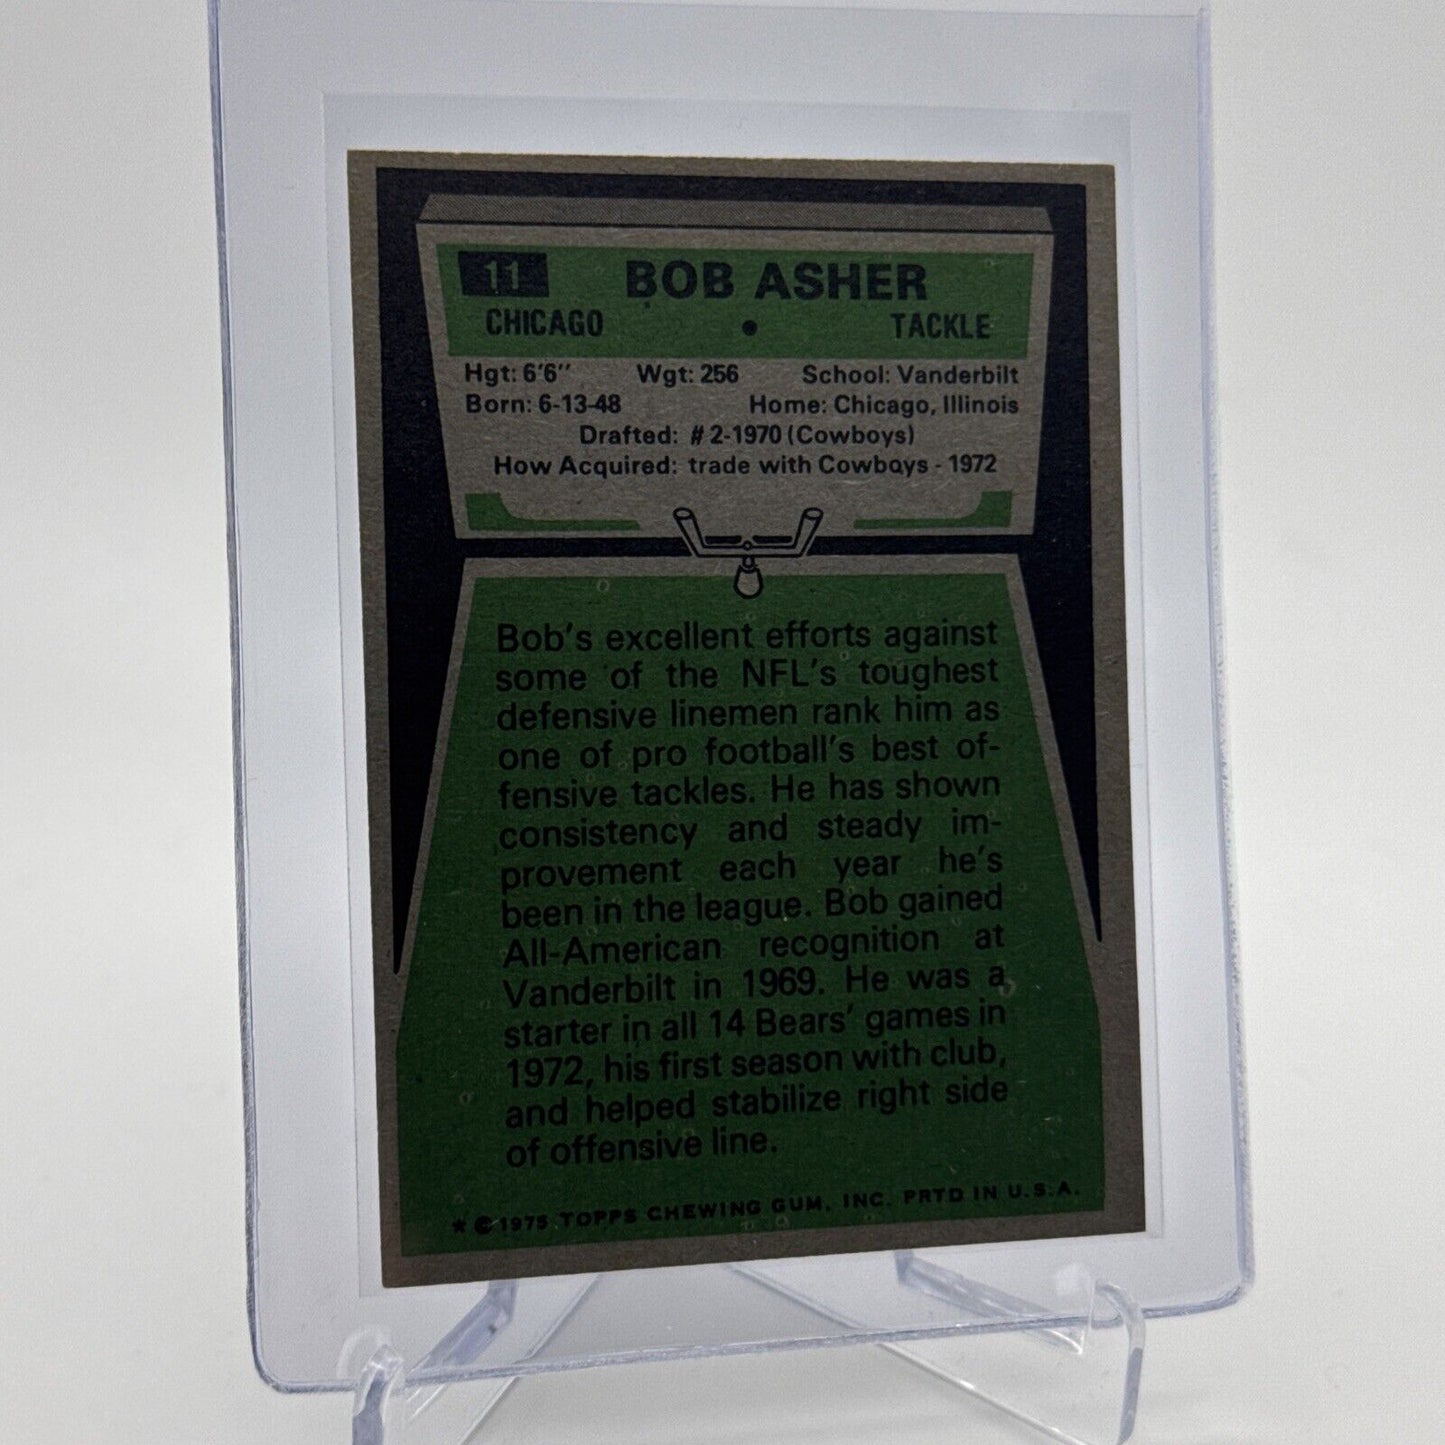 11 BOB ASHER
CHICAGO • TACKLE
Hgt: 6'6" Wgt: 256 School: Vanderbilt
Born: 6-13-48 Home: Chicago, Illinois
Drafted: #2-1970 (Cowboys)
How Acquired: trade with Cowboys - 1972
Bob's excellent efforts against
some of the NFL's toughest
defensive linemen rank him as
one of pro football's best of-
fensive tackles. He has shown
consistency and steady im-
provement each year he's
been in the league. Bob gained
All-American recognition at
Vanderbilt in 1969. He was a
starter in all 14 Bears' games in
1972, his first season with club,
and helped stabilize right side
of offensive line.
* © 1975 TOPPS CHEWING GUM, INC. PRTD IN U.S.A.